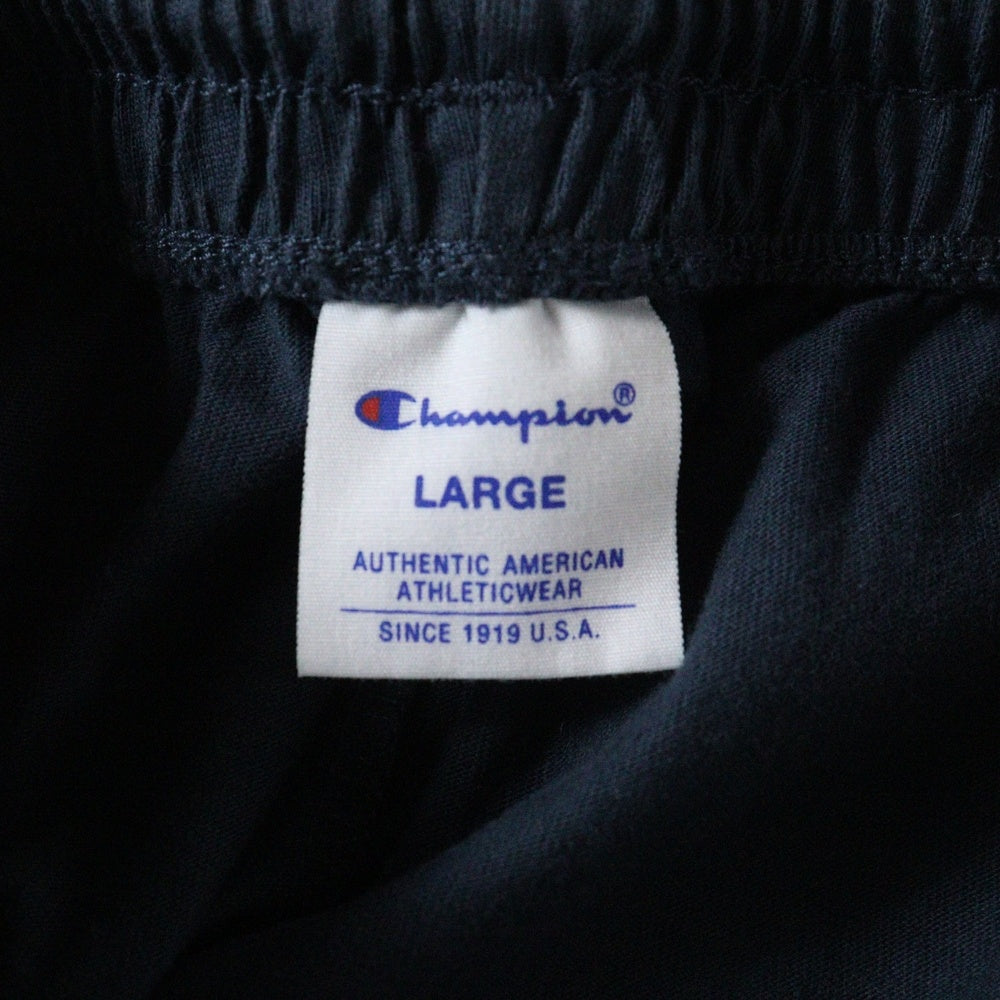 Champion®
LARGE
AUTHENTIC AMERICAN
ATHLETICWEAR
SINCE 1919 U.S.A.